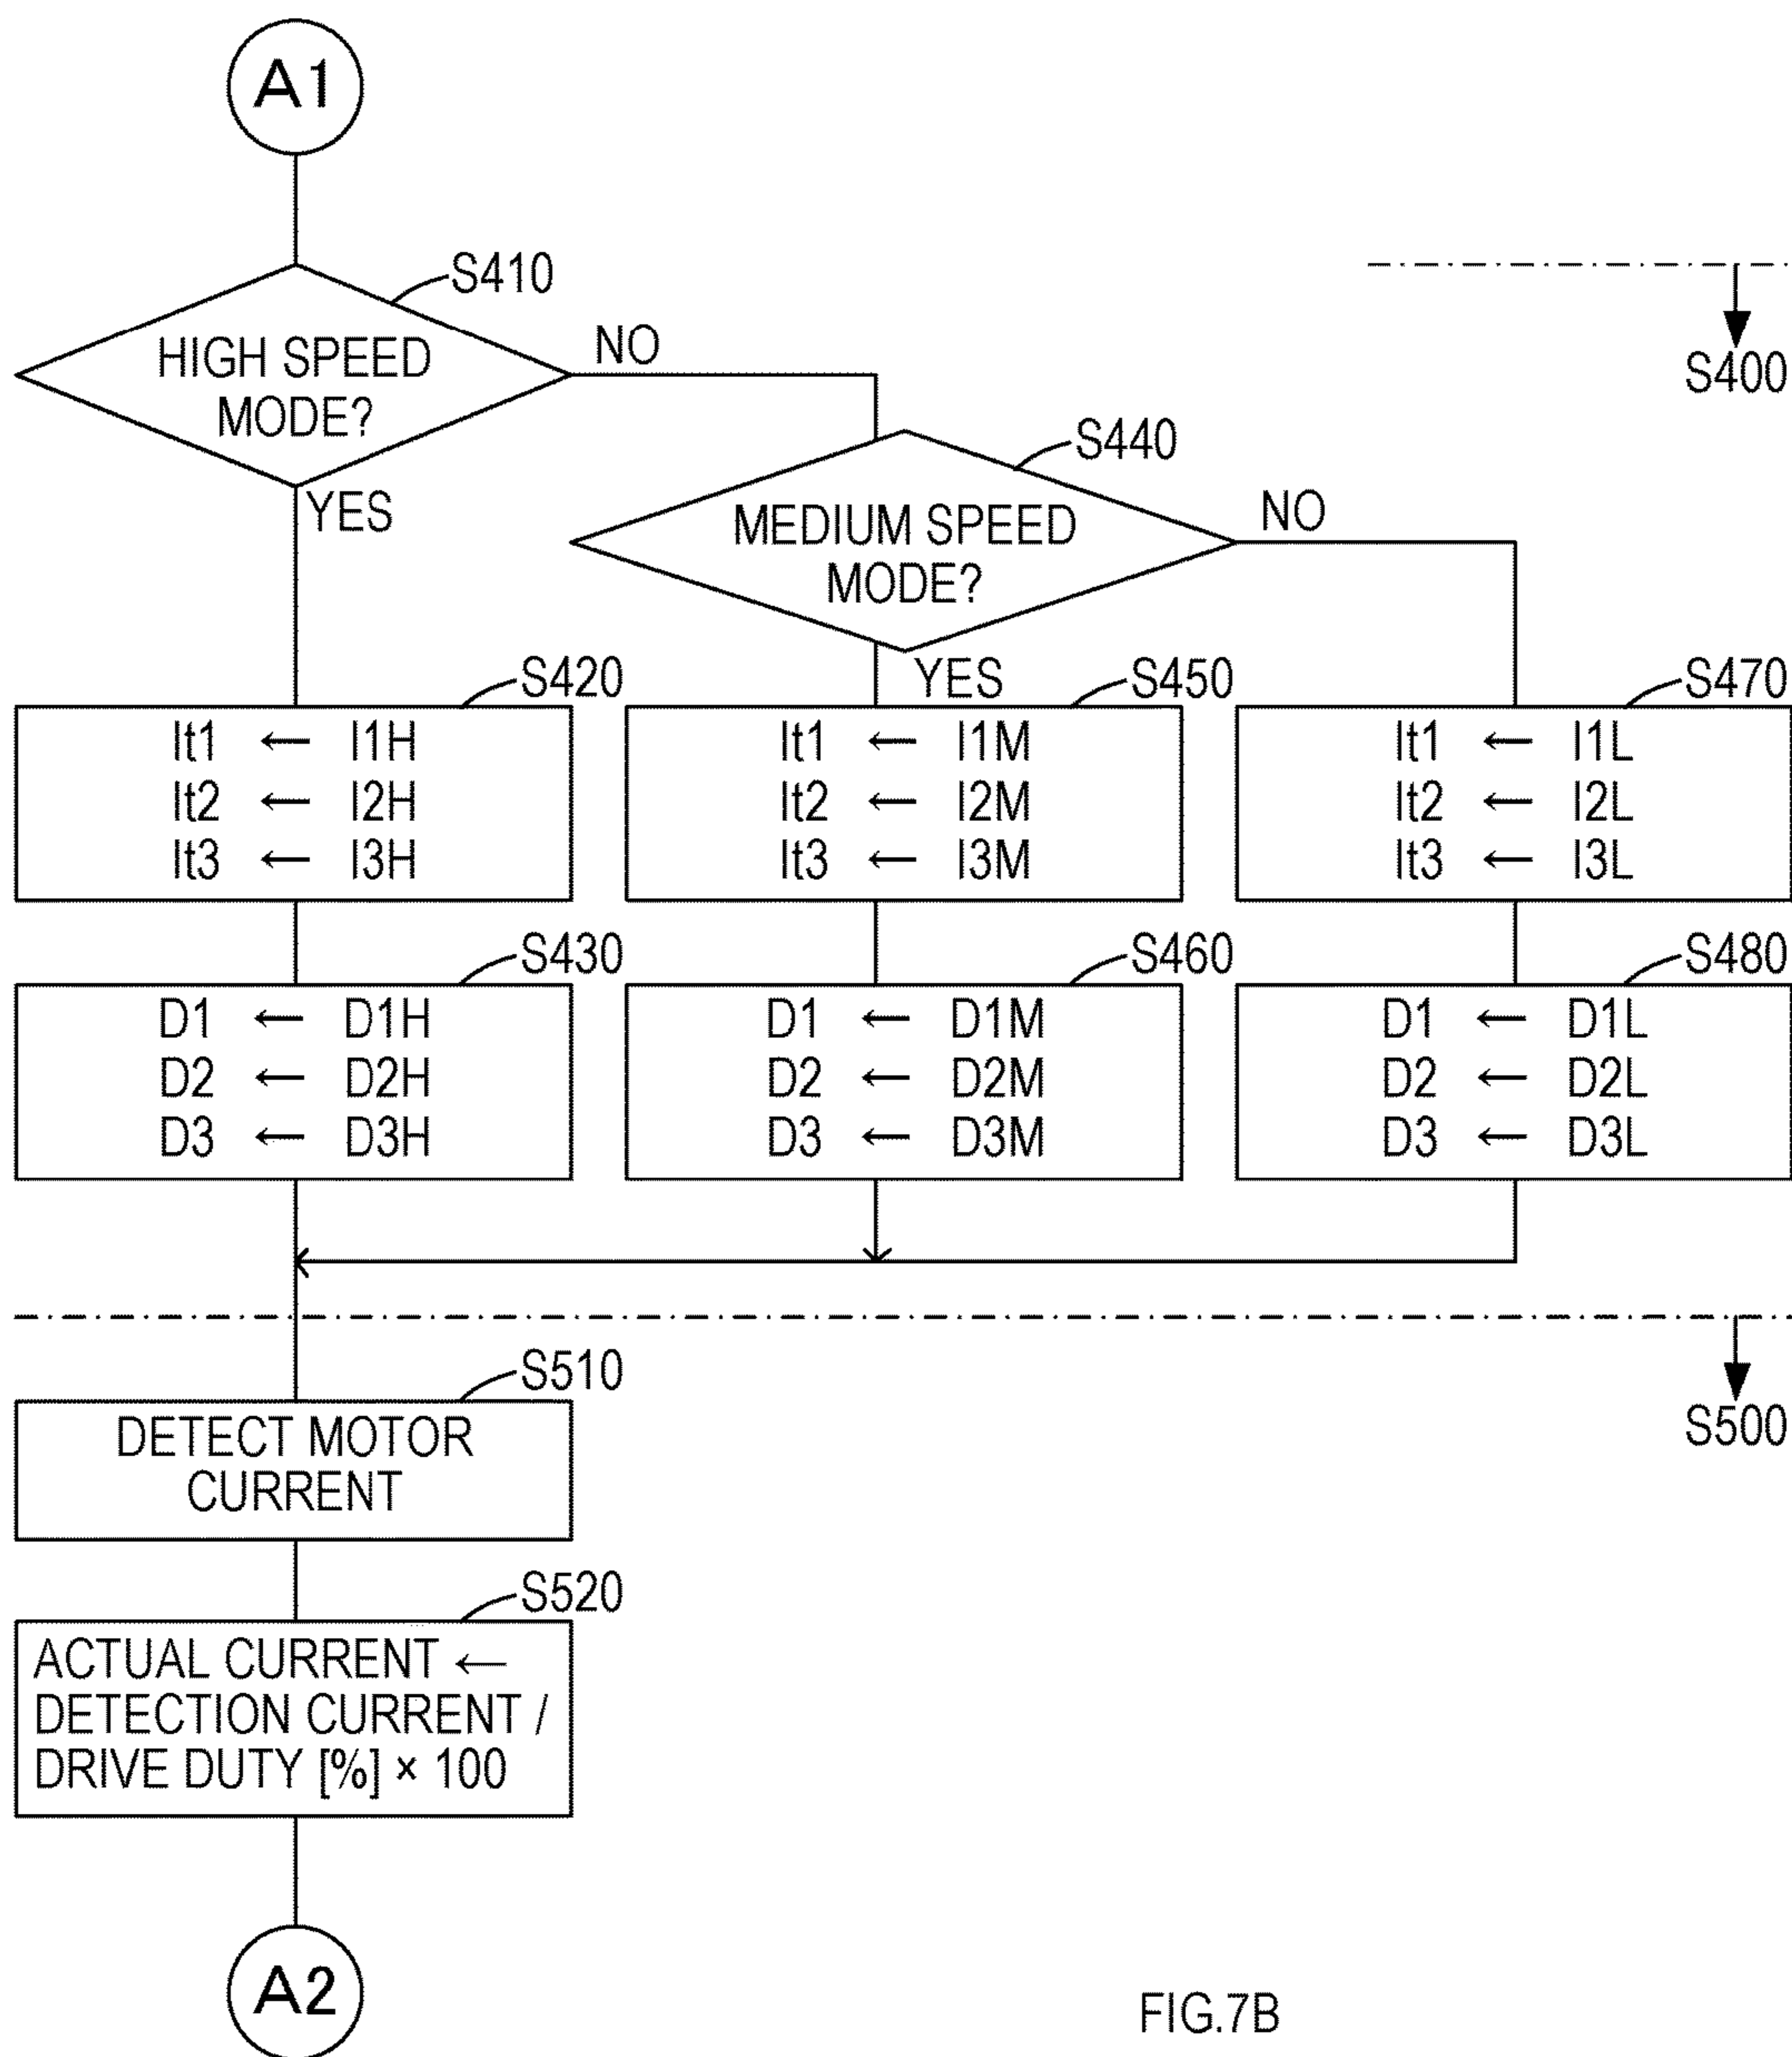 A1
S410
HIGH SPEED
MODE?
NO
YES
S400
S440
MEDIUM SPEED
MODE?
NO
YES
S420
It1 ← I1H
It2 ← I2H
It3 ← I3H
S450
It1 ← I1M
It2 ← I2M
It3 ← I3M
S470
It1 ← I1L
It2 ← I2L
It3 ← I3L
S430
D1 ← D1H
D2 ← D2H
D3 ← D3H
S460
D1 ← D1M
D2 ← D2M
D3 ← D3M
S480
D1 ← D1L
D2 ← D2L
D3 ← D3L
S500
S510
DETECT MOTOR
CURRENT
S520
ACTUAL CURRENT ←
DETECTION CURRENT /
DRIVE DUTY [%] × 100
A2
FIG.7B